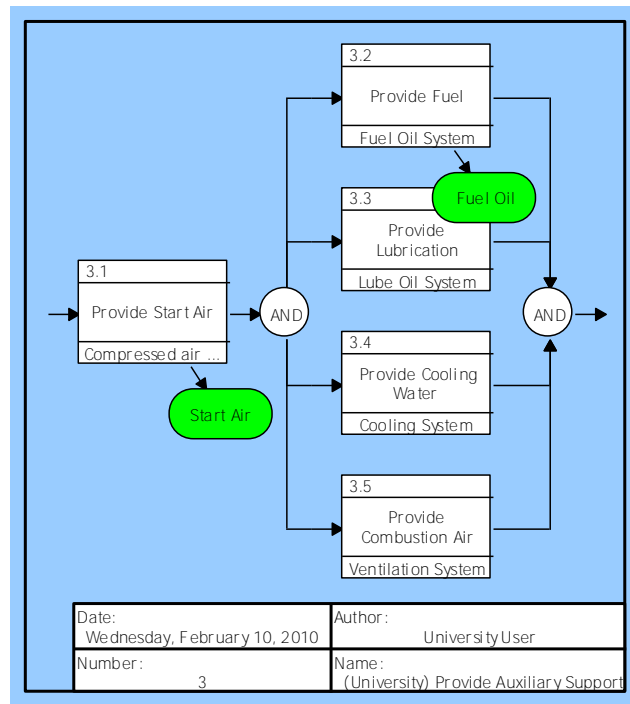 3.2
Provide Fuel
Fuel Oil System
Fuel Oil
3.3
Provide
Lubrication
Lube Oil System
3.1
Provide Start Air
Compressed air ...
Start Air
AND
AND
3.4
Provide Cooling
Water
Cooling System
3.5
Provide
Combustion Air
Ventilation System
Date:
Wednesday, February 10, 2010
Author:
University User
Number:
3
Name:
(University) Provide Auxiliary Support